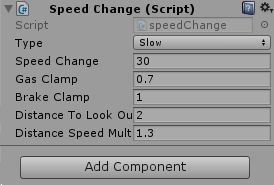 Speed Change (Script)
Script speedChange
Type Slow
Speed Change 30
Gas Clamp 0.7
Brake Clamp 1
Distance To Look Ou 2
Distance Speed Mult 1.3
Add Component